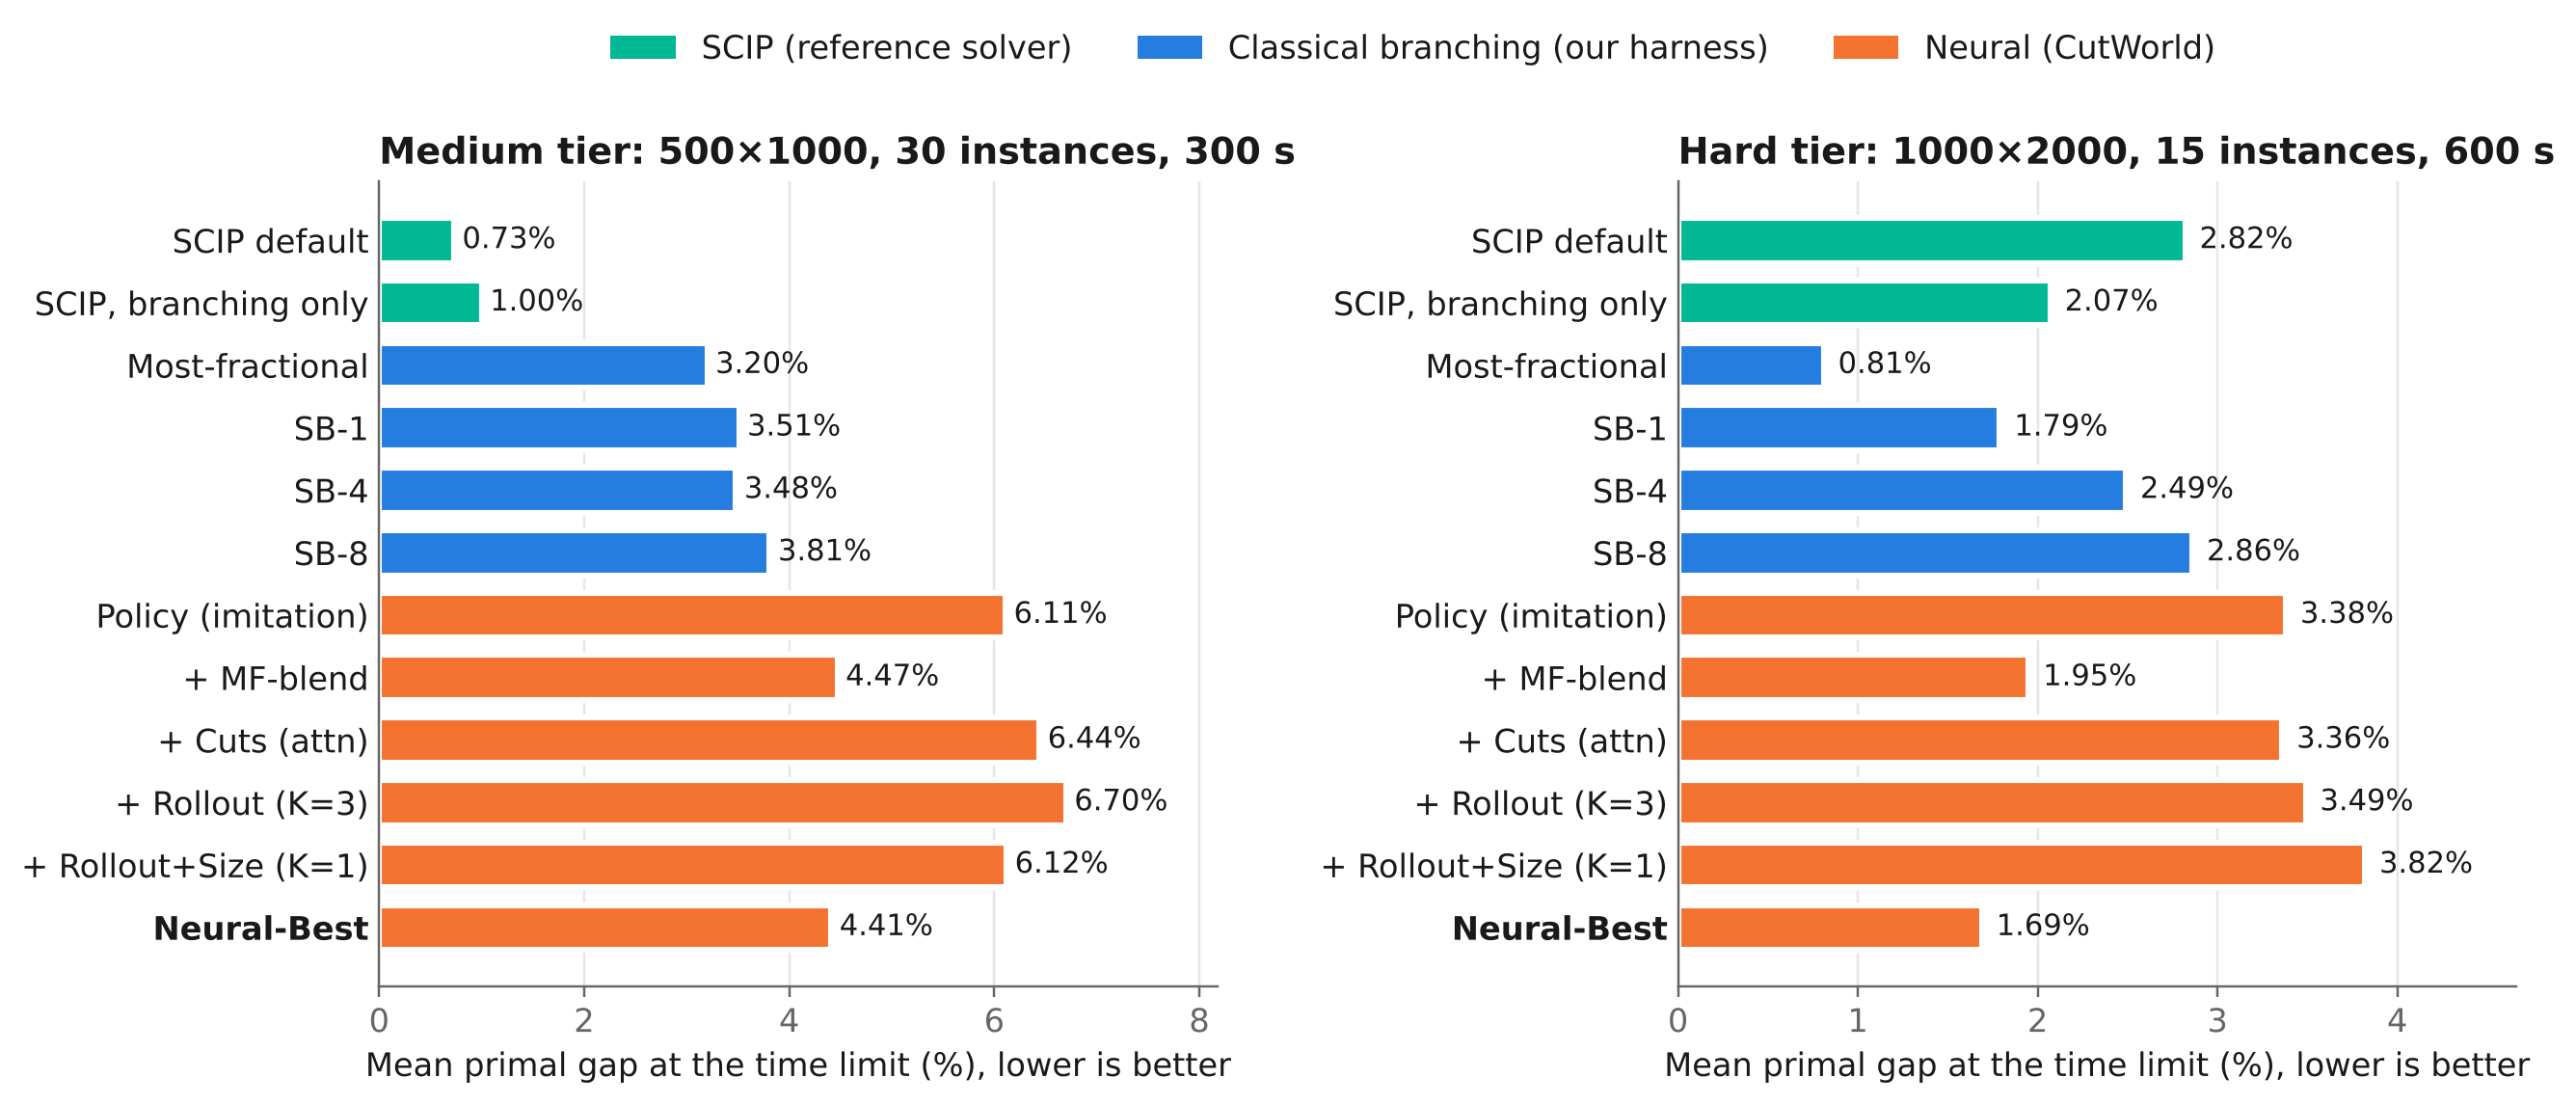 SCIP (reference solver)
Classical branching (our harness)
Neural (CutWorld)
Medium tier: 500×1000, 30 instances, 300 s
SCIP default
0.73%
SCIP, branching only
1.00%
Most-fractional
3.20%
SB-1
3.51%
SB-4
3.48%
SB-8
3.81%
Policy (imitation)
6.11%
+ MF-blend
4.47%
+ Cuts (attn)
6.44%
+ Rollout (K=3)
6.70%
+ Rollout+Size (K=1)
6.12%
Neural-Best
4.41%
0 2 4 6 8
Mean primal gap at the time limit (%), lower is better
Hard tier: 1000×2000, 15 instances, 600 s
SCIP default
2.82%
SCIP, branching only
2.07%
Most-fractional
0.81%
SB-1
1.79%
SB-4
2.49%
SB-8
2.86%
Policy (imitation)
3.38%
+ MF-blend
1.95%
+ Cuts (attn)
3.36%
+ Rollout (K=3)
3.49%
+ Rollout+Size (K=1)
3.82%
Neural-Best
1.69%
0 1 2 3 4
Mean primal gap at the time limit (%), lower is better